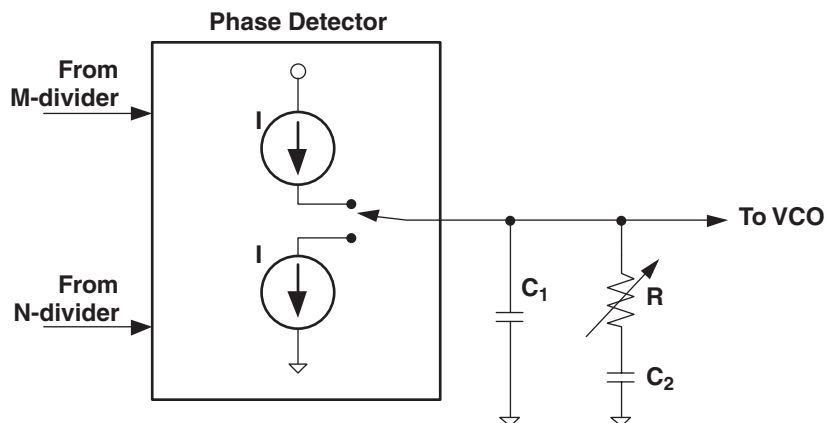 Phase Detector
From
M-divider
I
To VCO
I
C1
R
From
N-divider
C2